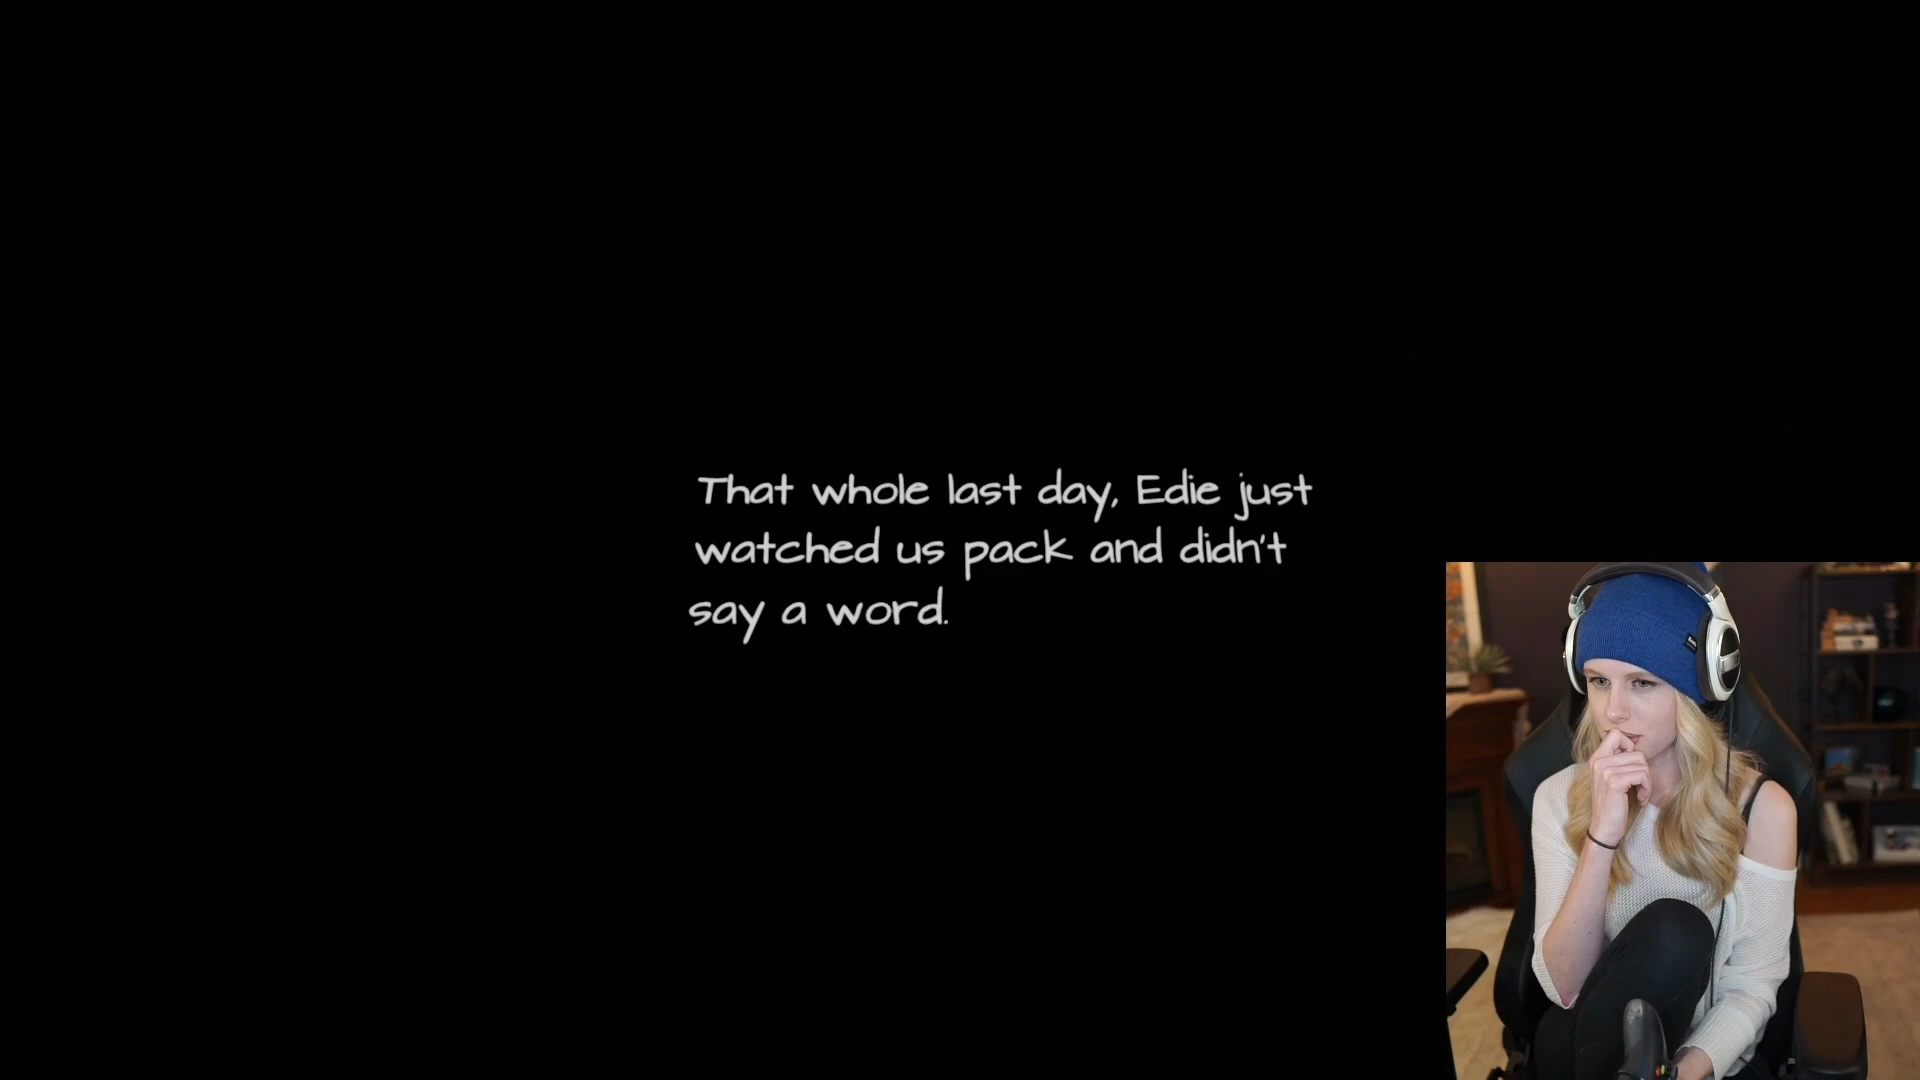 That whole last day, Edie just
watched us pack and didn't
say a word.